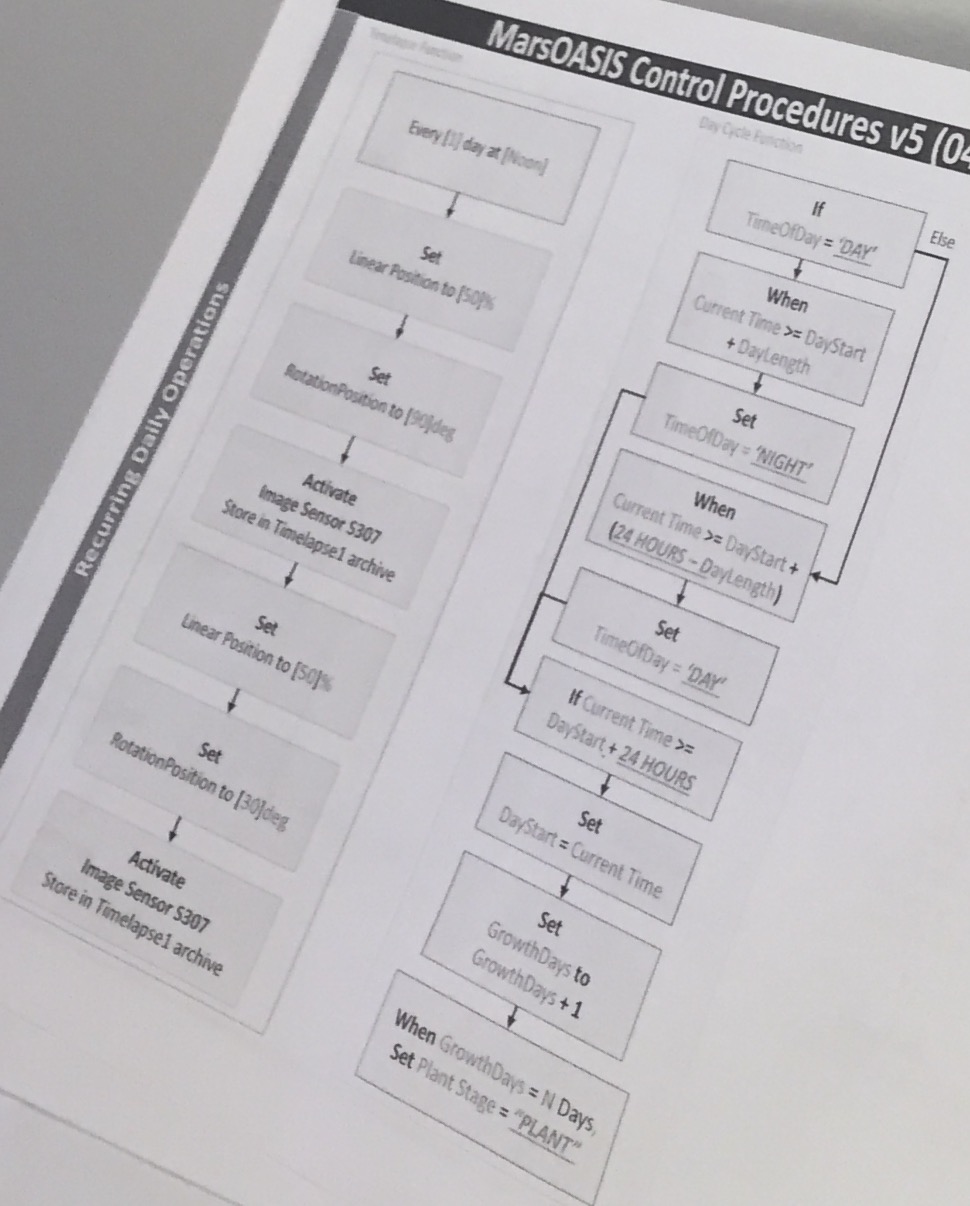 MarsOASIS Control Procedures v5 (04
Recurring Daily Operations
Timelapse Function
Every [1] day at [Noon]
Set
Linear Position to [50]%
Set
RotationPosition to [90]deg
Activate
Image Sensor S307
Store in Timelapse1 archive
Set
Linear Position to [50]%
Set
RotationPosition to [30]deg
Activate
Image Sensor S307
Store in Timelapse1 archive
Day Cycle Function
If
TimeOfDay = ‘DAY’
Else
When
Current Time >= DayStart
+ DayLength
Set
TimeOfDay = ‘NIGHT’
When
Current Time >= DayStart +
(24 HOURS – DayLength)
Set
TimeOfDay = ‘DAY’
If Current Time >=
DayStart + 24 HOURS
Set
DayStart = Current Time
Set
GrowthDays to
GrowthDays + 1
When GrowthDays = N Days,
Set Plant Stage = “PLANT”